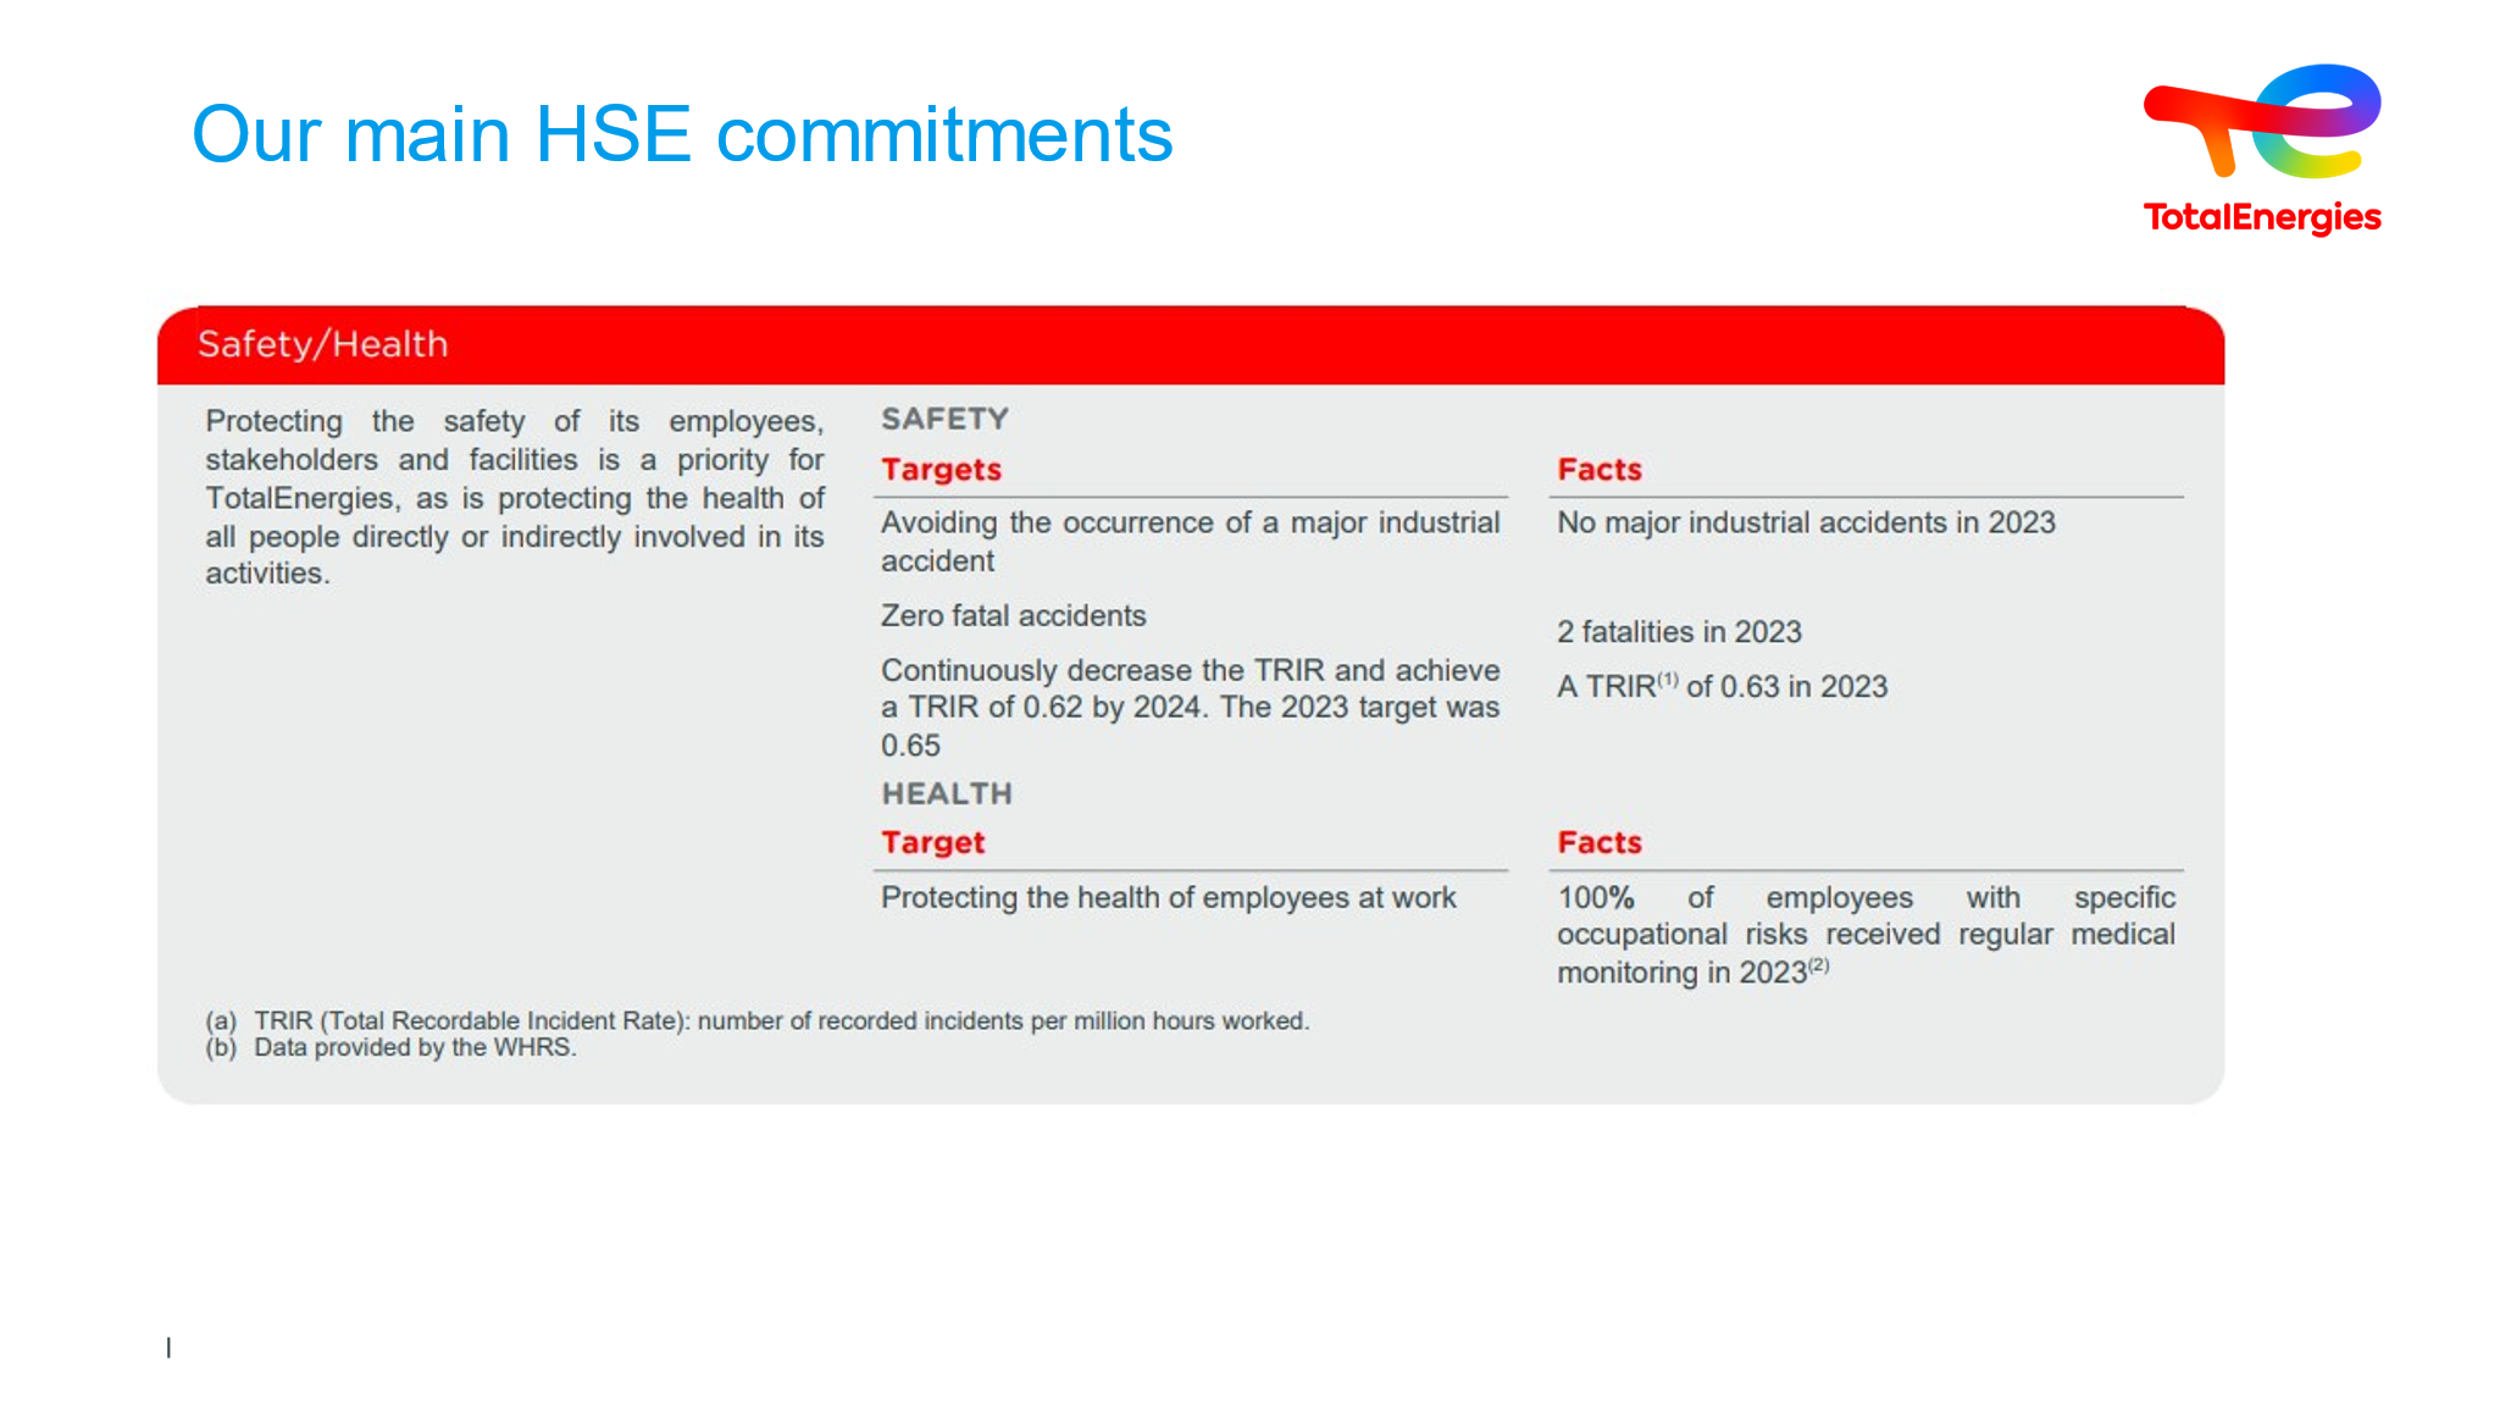 Our main HSE commitments
TotalEnergies
Safety/Health
Protecting the safety of its employees,
stakeholders and facilities is a priority for
TotalEnergies, as is protecting the health of
all people directly or indirectly involved in its
activities.
SAFETY
Targets
Facts
Avoiding the occurrence of a major industrial
accident
No major industrial accidents in 2023
Zero fatal accidents
2 fatalities in 2023
Continuously decrease the TRIR and achieve
a TRIR of 0.62 by 2024. The 2023 target was
0.65
A TRIR(1) of 0.63 in 2023
HEALTH
Target
Facts
Protecting the health of employees at work
100% of employees with specific
occupational risks received regular medical
monitoring in 2023(2)
(a) TRIR (Total Recordable Incident Rate): number of recorded incidents per million hours worked.
(b) Data provided by the WHRS.
|